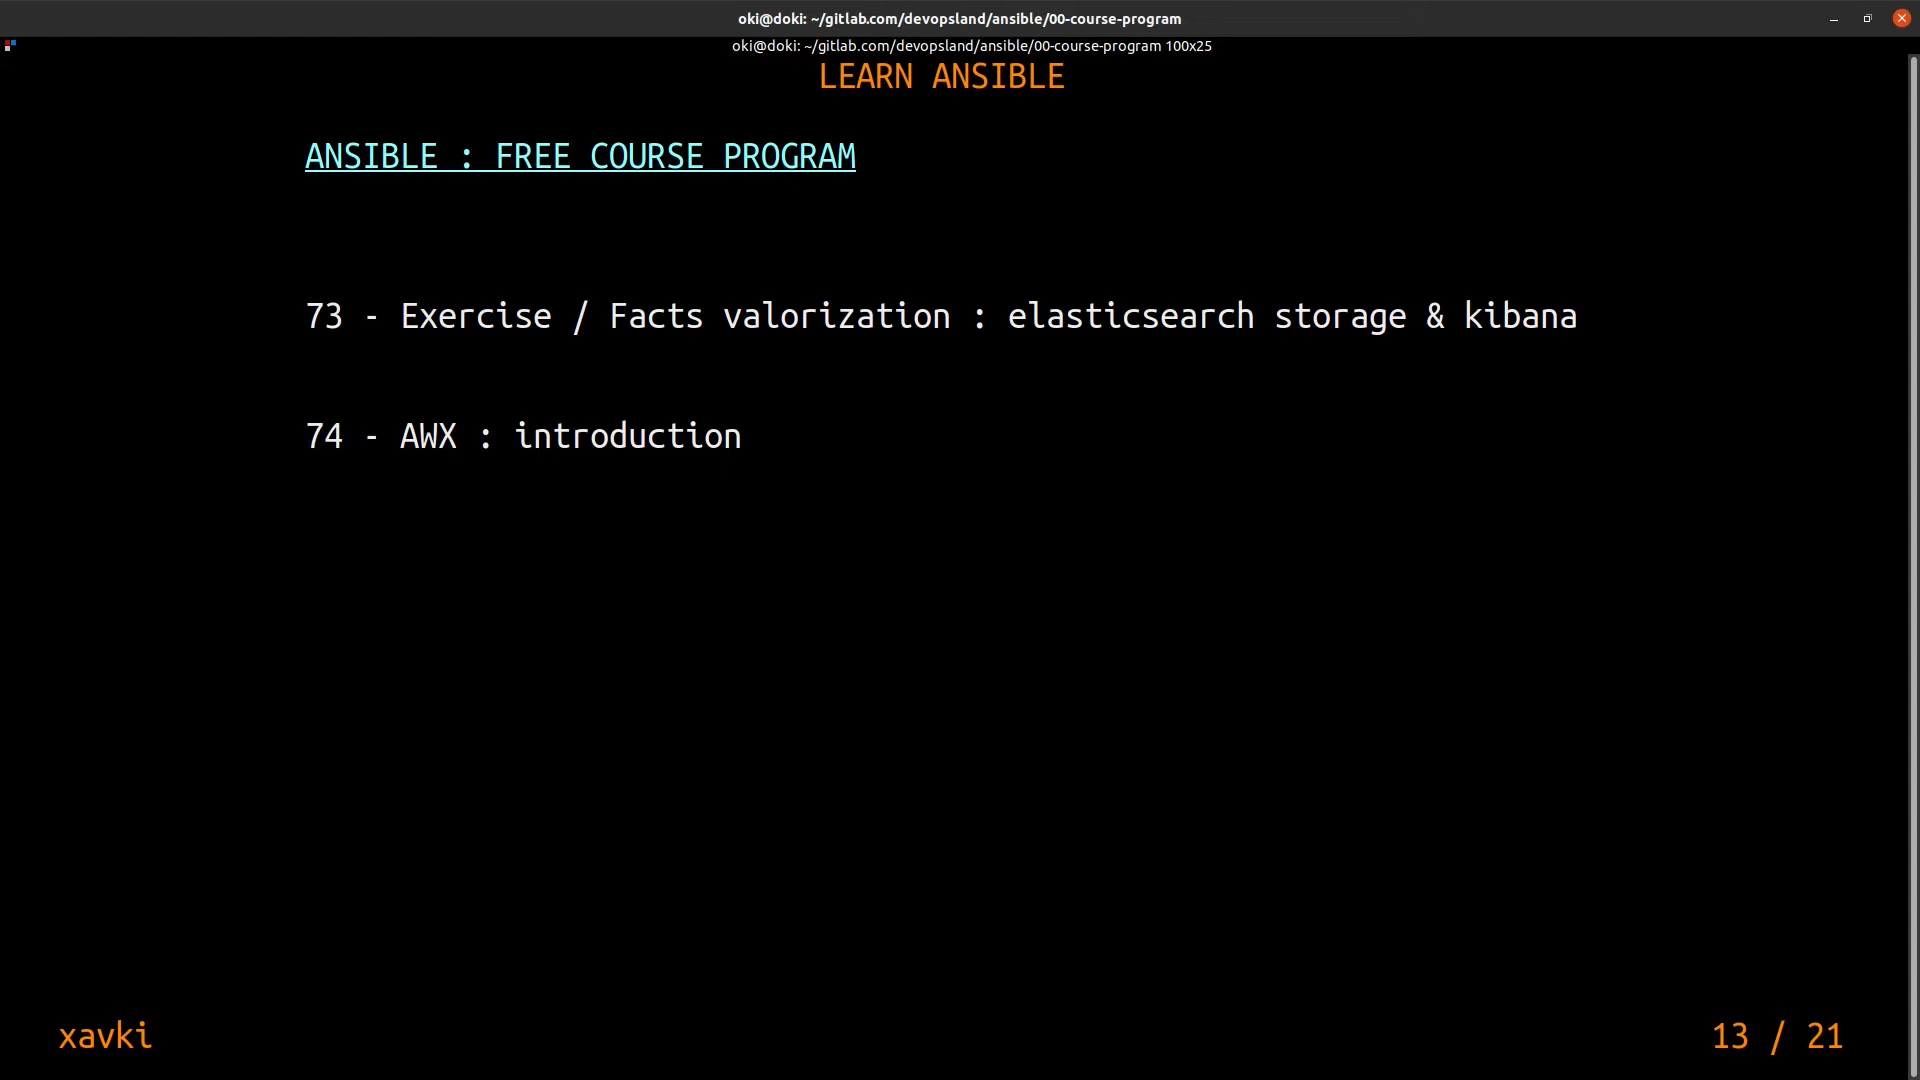 oki@doki: ~/gitlab.com/devopsland/ansible/00-course-program
oki@doki: ~/gitlab.com/devopsland/ansible/00-course-program 100x25
LEARN ANSIBLE
ANSIBLE : FREE COURSE PROGRAM
73 - Exercise / Facts valorization : elasticsearch storage & kibana
74 - AWX : introduction
xavki
13 / 21